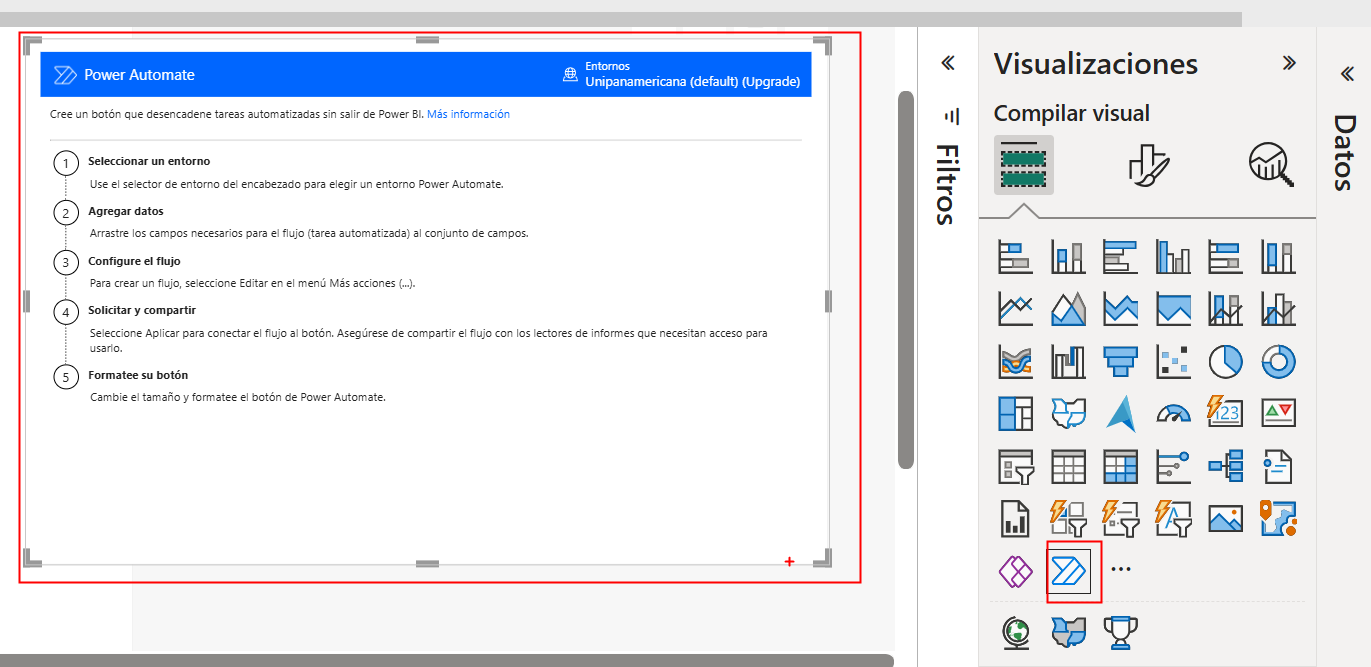 Power Automate
Entornos
Unipanamericana (default) (Upgrade)
Cree un botón que desencadene tareas automatizadas sin salir de Power BI. Más información
1 Seleccionar un entorno
Use el selector de entorno del encabezado para elegir un entorno Power Automate.
2 Agregar datos
Arrastre los campos necesarios para el flujo (tarea automatizada) al conjunto de campos.
3 Configure el flujo
Para crear un flujo, seleccione Editar en el menú Más acciones (...).
4 Solicitar y compartir
Seleccione Aplicar para conectar el flujo al botón. Asegúrese de compartir el flujo con los lectores de informes que necesitan acceso para
usarlo.
5 Formatee su botón
Cambie el tamaño y formatee el botón de Power Automate.
Filtros
Visualizaciones
Compilar visual
123
Datos